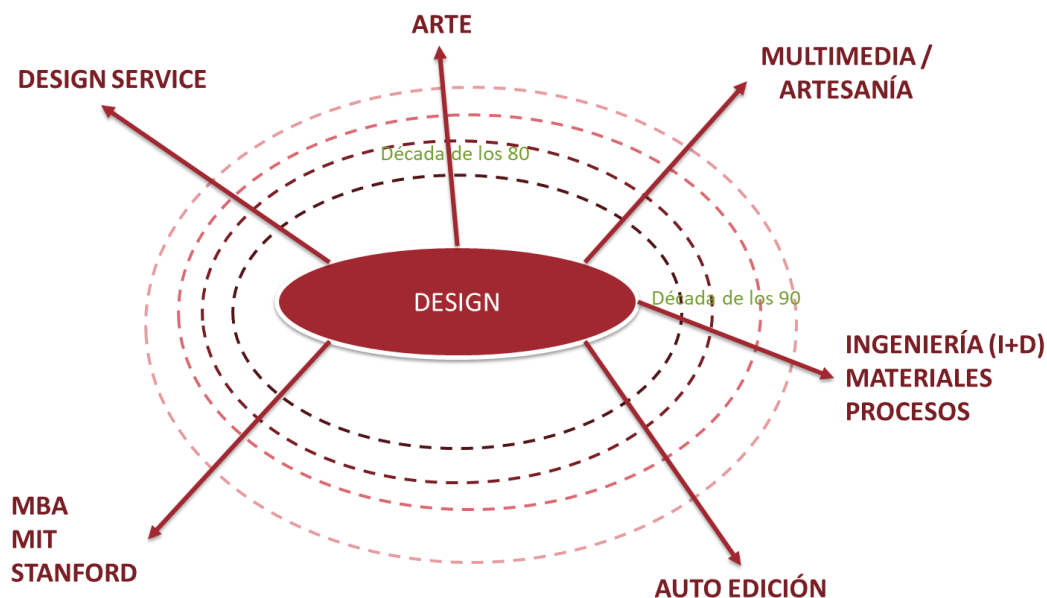 ARTE
DESIGN SERVICE
MULTIMEDIA /
ARTESANÍA
Década de los 80
DESIGN
Década de los 90
INGENIERÍA (I+D)
MATERIALES
PROCESOS
MBA
MIT
STANFORD
AUTO EDICIÓN